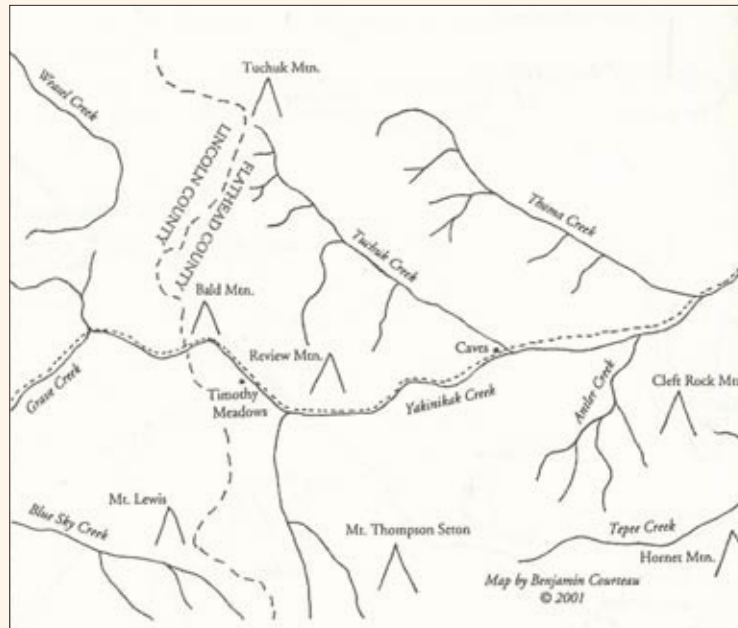 Tuchuk Mtn.
Weasel Creek
LINCOLN COUNTY
FLATHEAD COUNTY
Thoma Creek
Tuchuk Creek
Bald Mtn.
Review Mtn.
Caves
Grave Creek
Timothy
Meadows
Yakinikak Creek
Antler Creek
Cleft Rock Mtn
Mt. Lewis
Blue Sky Creek
Mt. Thompson Seton
Teper Creek
Hornet Mtn.
Map by Benjamin Courteau
© 2001